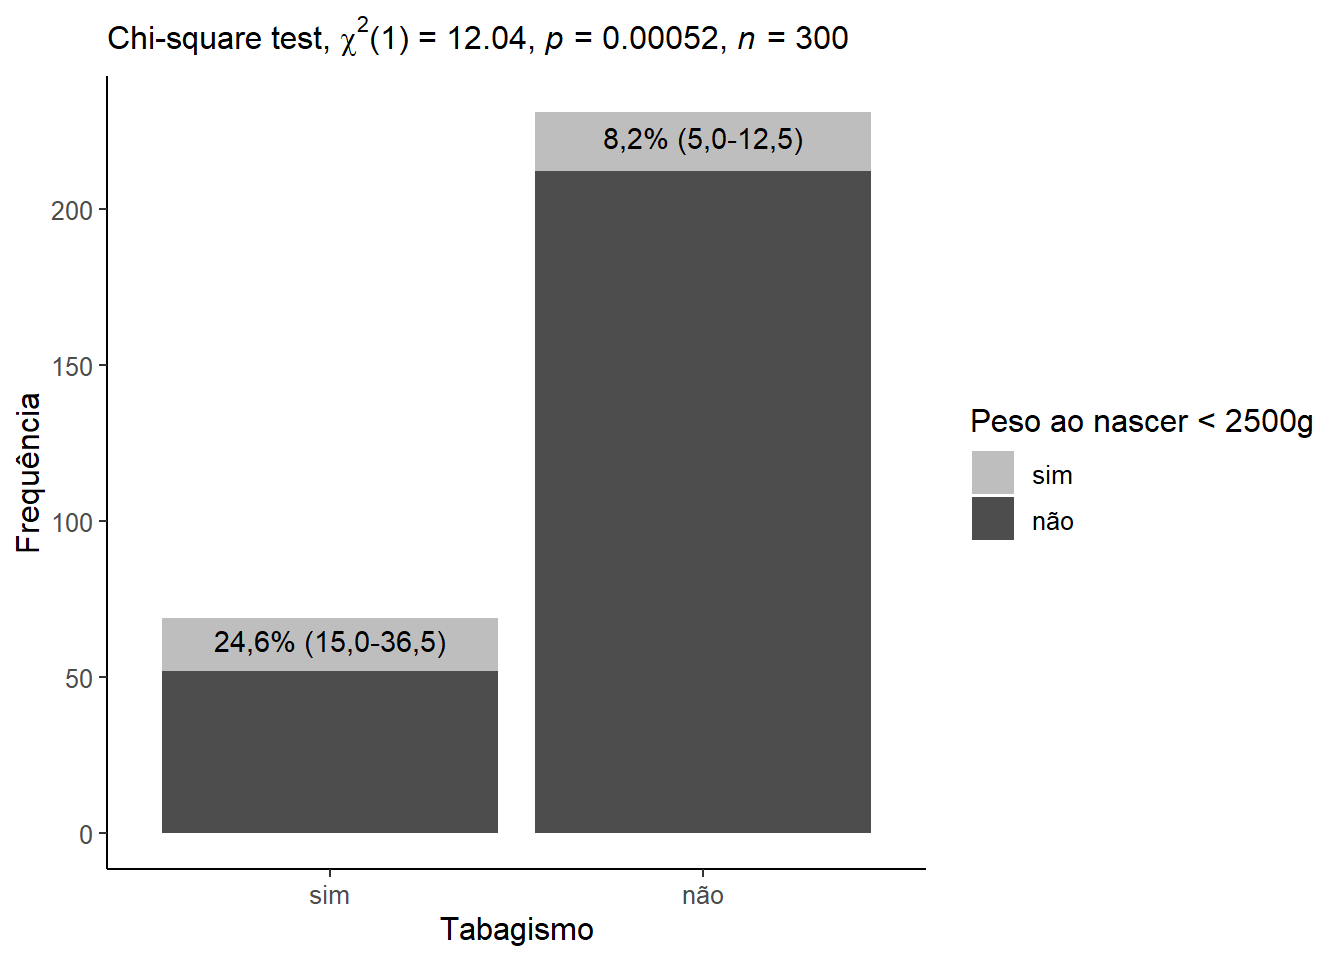 Chi-square test, χ²(1) = 12.04, p = 0.00052, n = 300
Frequência
200
150
100
50
0
8,2% (5,0-12,5)
24,6% (15,0-36,5)
sim
não
Tabagismo
Peso ao nascer < 2500g
sim
não